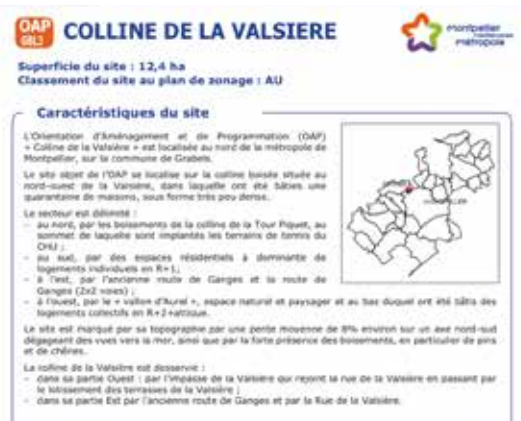 OAP
GBL3
COLLINE DE LA VALSIERE
montpellier
méditerranée
métropole
Superficie du site : 12,4 ha
Classement du site au plan de zonage : AU
Caractéristiques du site
L'Orientation d'Aménagement et de Programmation (OAP)
« Colline de la Valsière » est localisée au nord de la métropole de
Montpellier, sur la commune de Grabels.
Le site objet de l'OAP se localise sur la colline boisée située au
nord-ouest de la Valsière, dans laquelle ont été bâties une
quarantaine de maisons, sous forme très peu dense.
Le secteur est délimité :
- au nord, par les boisements de la colline de la Tour Piquet, au
sommet de laquelle sont implantés les terrains de tennis du
CHU ;
- au sud, par des espaces résidentiels à dominante de
logements individuels en R+1;
- à l'est, par l'ancienne route de Ganges et la route de
Ganges (2x2 voies) ;
- à l'ouest, par le « vallon d'Aurel », espace naturel et paysager et au bas duquel ont été bâtis des
logements collectifs en R+2+attique.
Le site est marqué par sa topographie par une pente moyenne de 8% environ sur un axe nord-sud
dégageant des vues vers la mer, ainsi que par la forte présence des boisements, en particulier de pins
et de chênes.
La colline de la Valsière est desservie :
- dans sa partie Ouest : par l'impasse de la Valsière qui rejoint la rue de la Valsière en passant par
le lotissement des terrasses de la Valsière ;
- dans sa partie Est par l'ancienne route de Ganges et par la Rue de la Valsière.